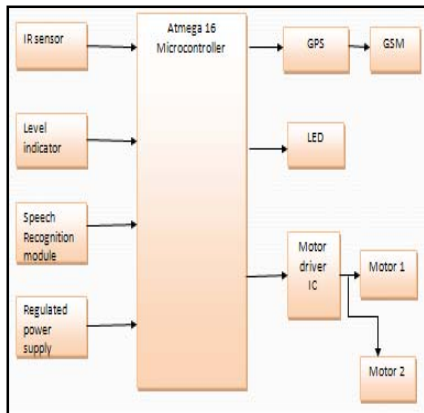 IR sensor
Level
indicator
Speech
Recognition
module
Regulated
power
supply
Atmega 16
Microcontroller
GPS
GSM
LED
Motor
driver
IC
Motor 1
Motor 2